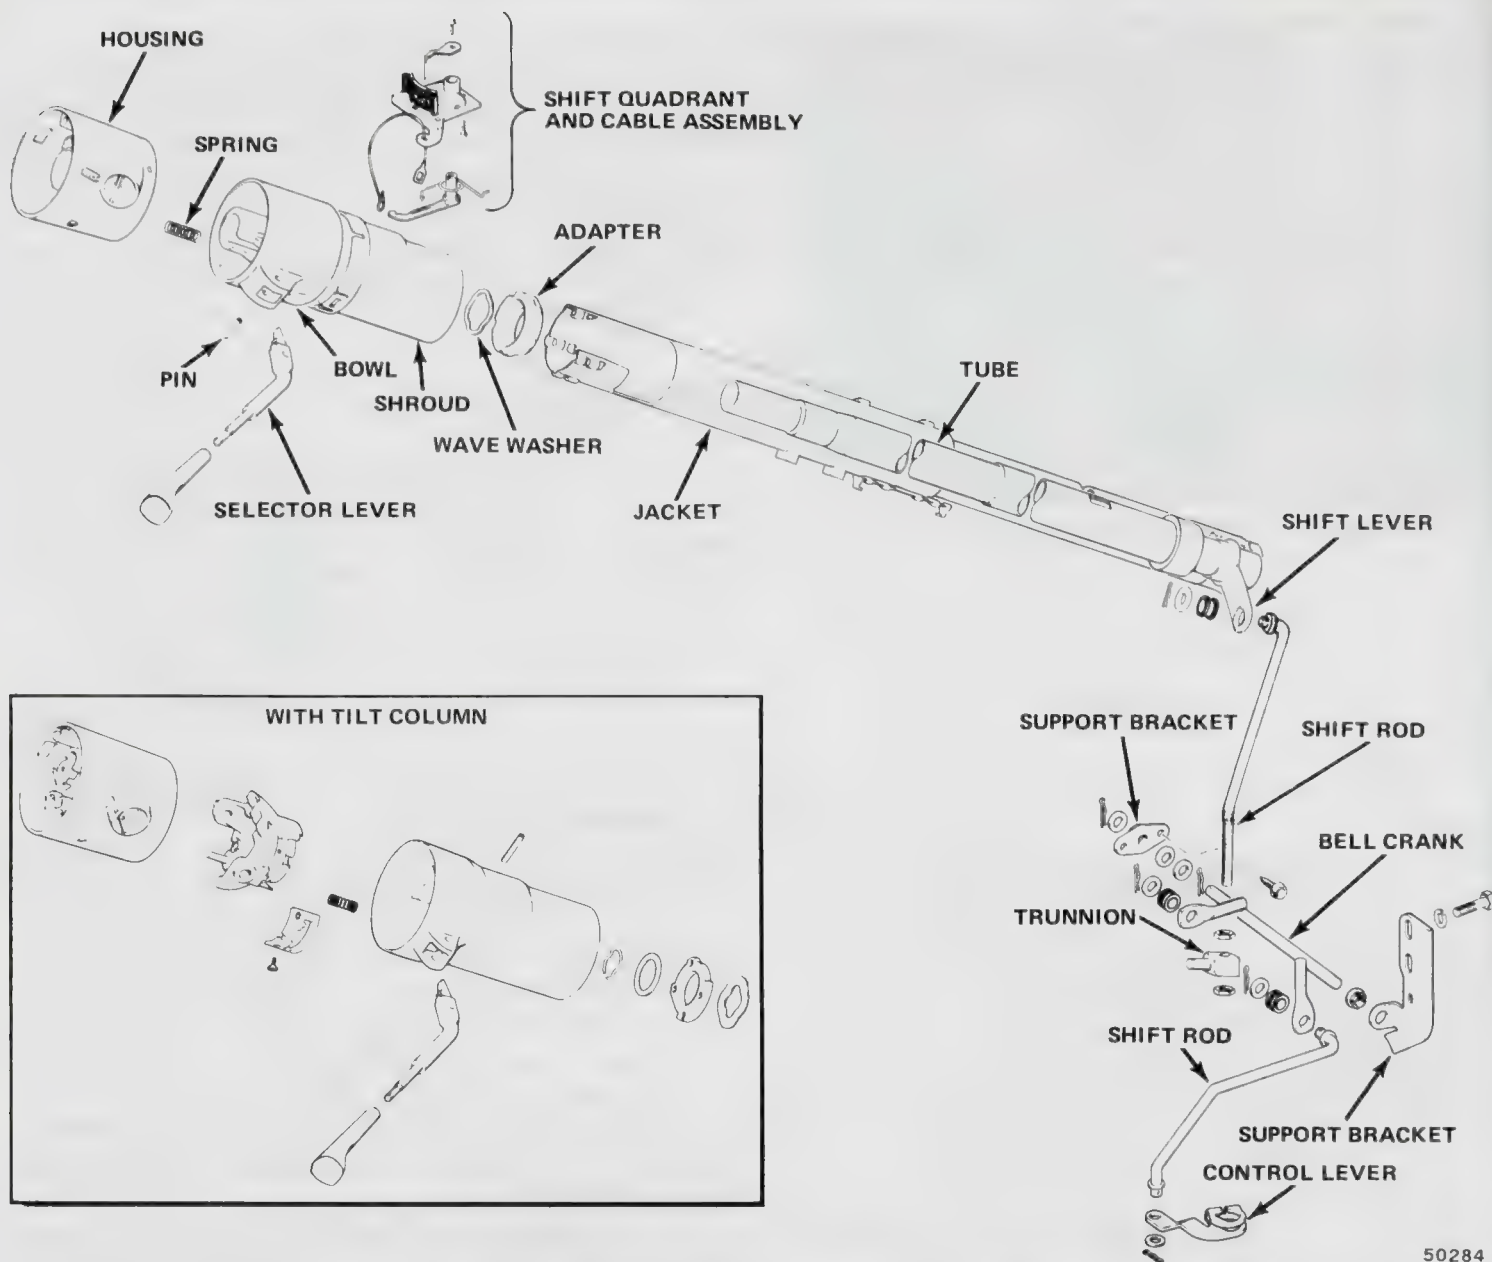 HOUSING
SHIFT QUADRANT
AND CABLE ASSEMBLY
SPRING
ADAPTER
PIN
BOWL
SHROUD
TUBE
WAVE WASHER
SELECTOR LEVER
JACKET
SHIFT LEVER
WITH TILT COLUMN
SUPPORT BRACKET
SHIFT ROD
BELL CRANK
TRUNNION
SHIFT ROD
SUPPORT BRACKET
CONTROL LEVER
50284